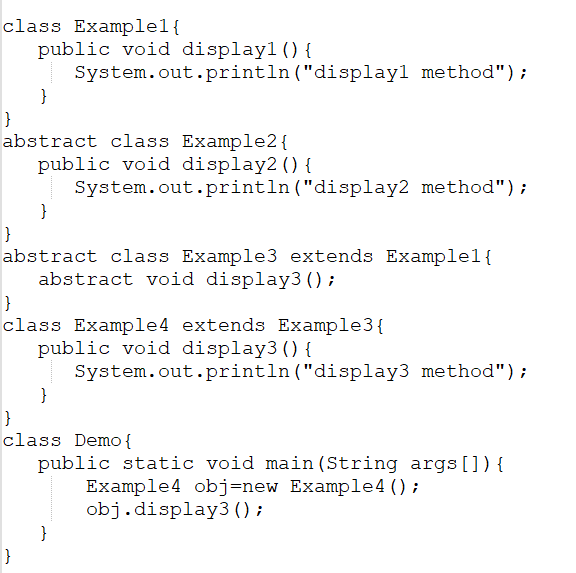 class Example1{
public void display1(){
System.out.println("display1 method");
}
}
abstract class Example2{
public void display2(){
System.out.println("display2 method");
}
}
abstract class Example3 extends Example1{
abstract void display3();
}
class Example4 extends Example3{
public void display3(){
System.out.println("display3 method");
}
}
class Demo{
public static void main(String args[]){
Example4 obj=new Example4();
obj.display3();
}
}